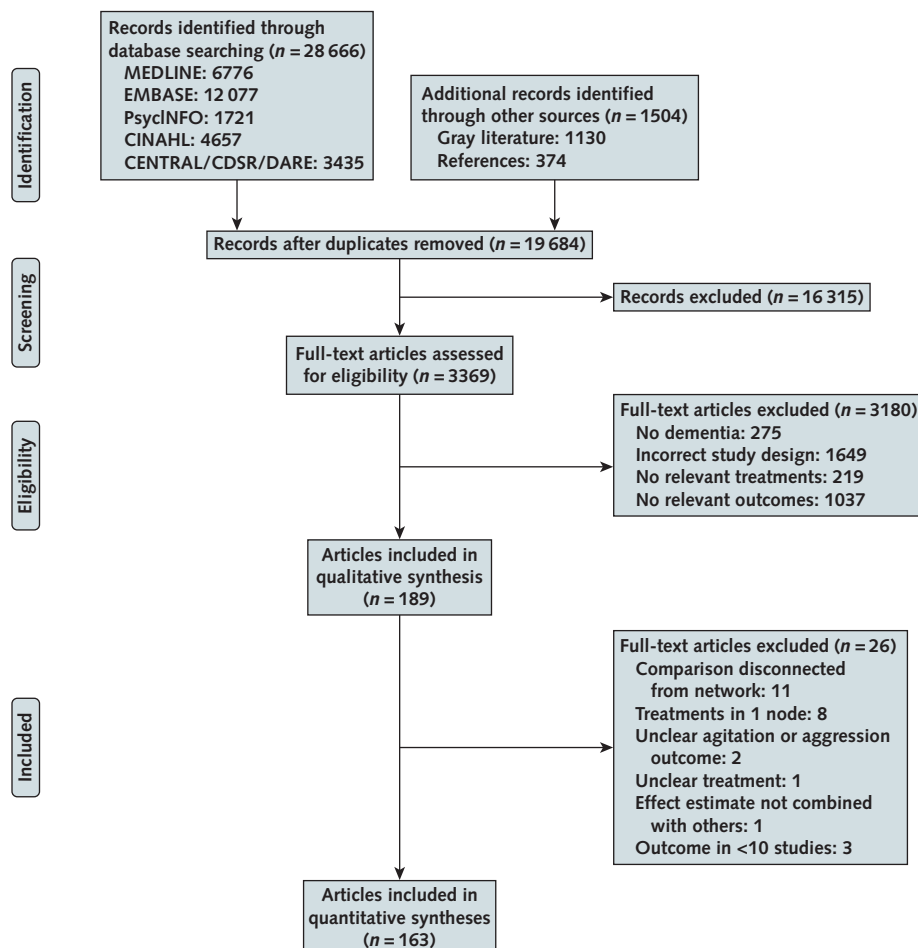 Identification
Records identified through
database searching (n = 28 666)
MEDLINE: 6776
EMBASE: 12 077
PsycINFO: 1721
CINAHL: 4657
CENTRAL/CDSR/DARE: 3435
Additional records identified
through other sources (n = 1504)
Gray literature: 1130
References: 374
Records after duplicates removed (n = 19 684)
Screening
Records excluded (n = 16 315)
Full-text articles assessed
for eligibility (n = 3369)
Eligibility
Full-text articles excluded (n = 3180)
No dementia: 275
Incorrect study design: 1649
No relevant treatments: 219
No relevant outcomes: 1037
Articles included in
qualitative synthesis
(n = 189)
Included
Full-text articles excluded (n = 26)
Comparison disconnected
from network: 11
Treatments in 1 node: 8
Unclear agitation or aggression
outcome: 2
Unclear treatment: 1
Effect estimate not combined
with others: 1
Outcome in <10 studies: 3
Articles included in
quantitative syntheses
(n = 163)